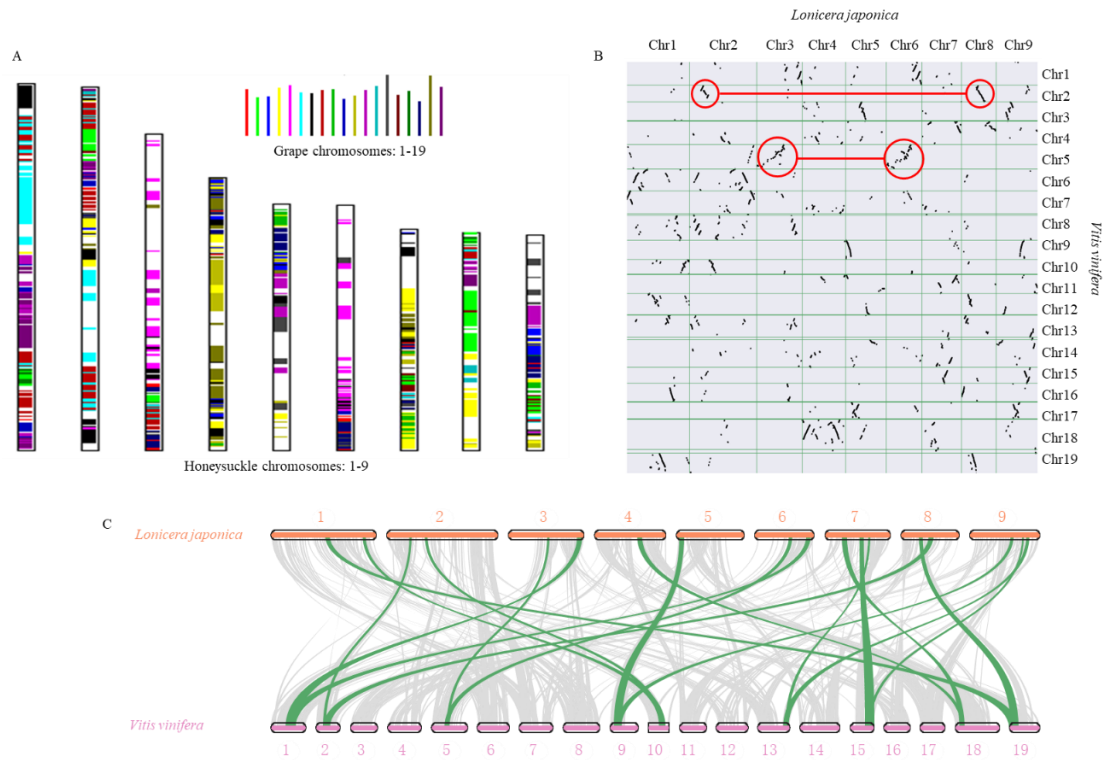 Lonicera japonica
A
B
Chr1 Chr2 Chr3 Chr4 Chr5 Chr6 Chr7 Chr8 Chr9
Chr1
Chr2
Chr3
Chr4
Chr5
Chr6
Chr7
Chr8
Chr9
Chr10
Chr11
Chr12
Chr13
Chr14
Chr15
Chr16
Chr17
Chr18
Chr19
Vitis vinifera
Grape chromosomes: 1-19
Honeysuckle chromosomes: 1-9
C
Lonicera japonica
1 2 3 4 5 6 7 8 9
Vitis vinifera
1 2 3 4 5 6 7 8 9 10 11 12 13 14 15 16 17 18 19